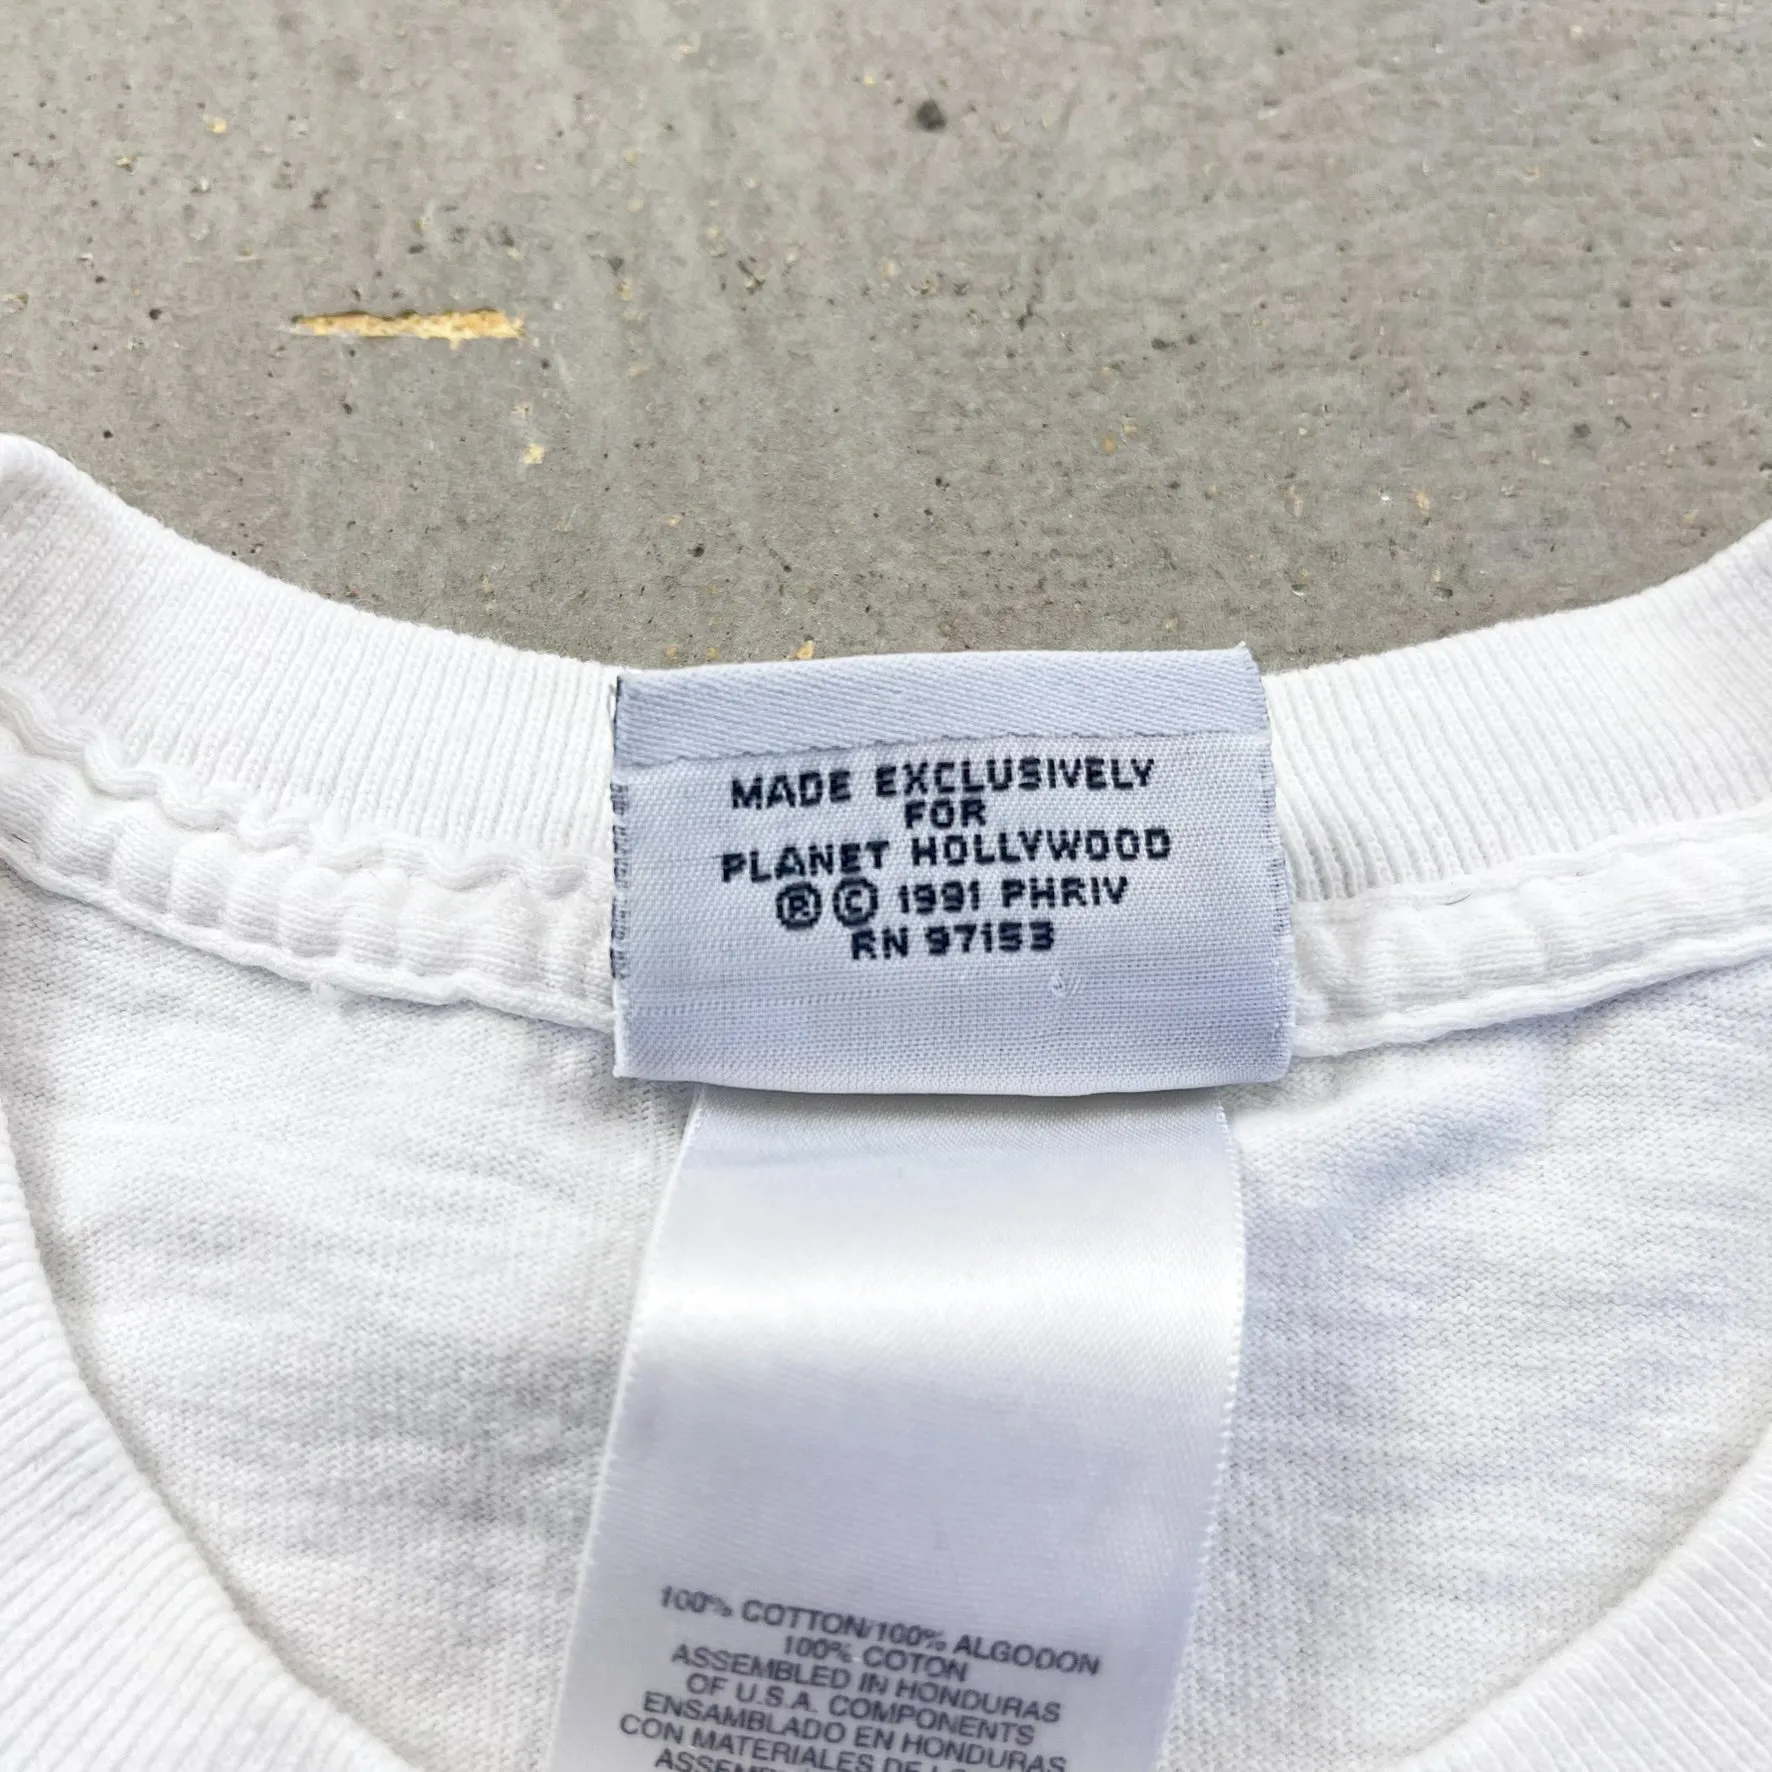 MADE EXCLUSIVELY
FOR
PLANET HOLLYWOOD
® © 1991 PHRIV
RN 97153
100% COTTON/100% ALGODON
100% COTON
ASSEMBLED IN HONDURAS
OF U.S.A. COMPONENTS
ENSAMBLADO EN HONDURAS
CON MATERIALES DE